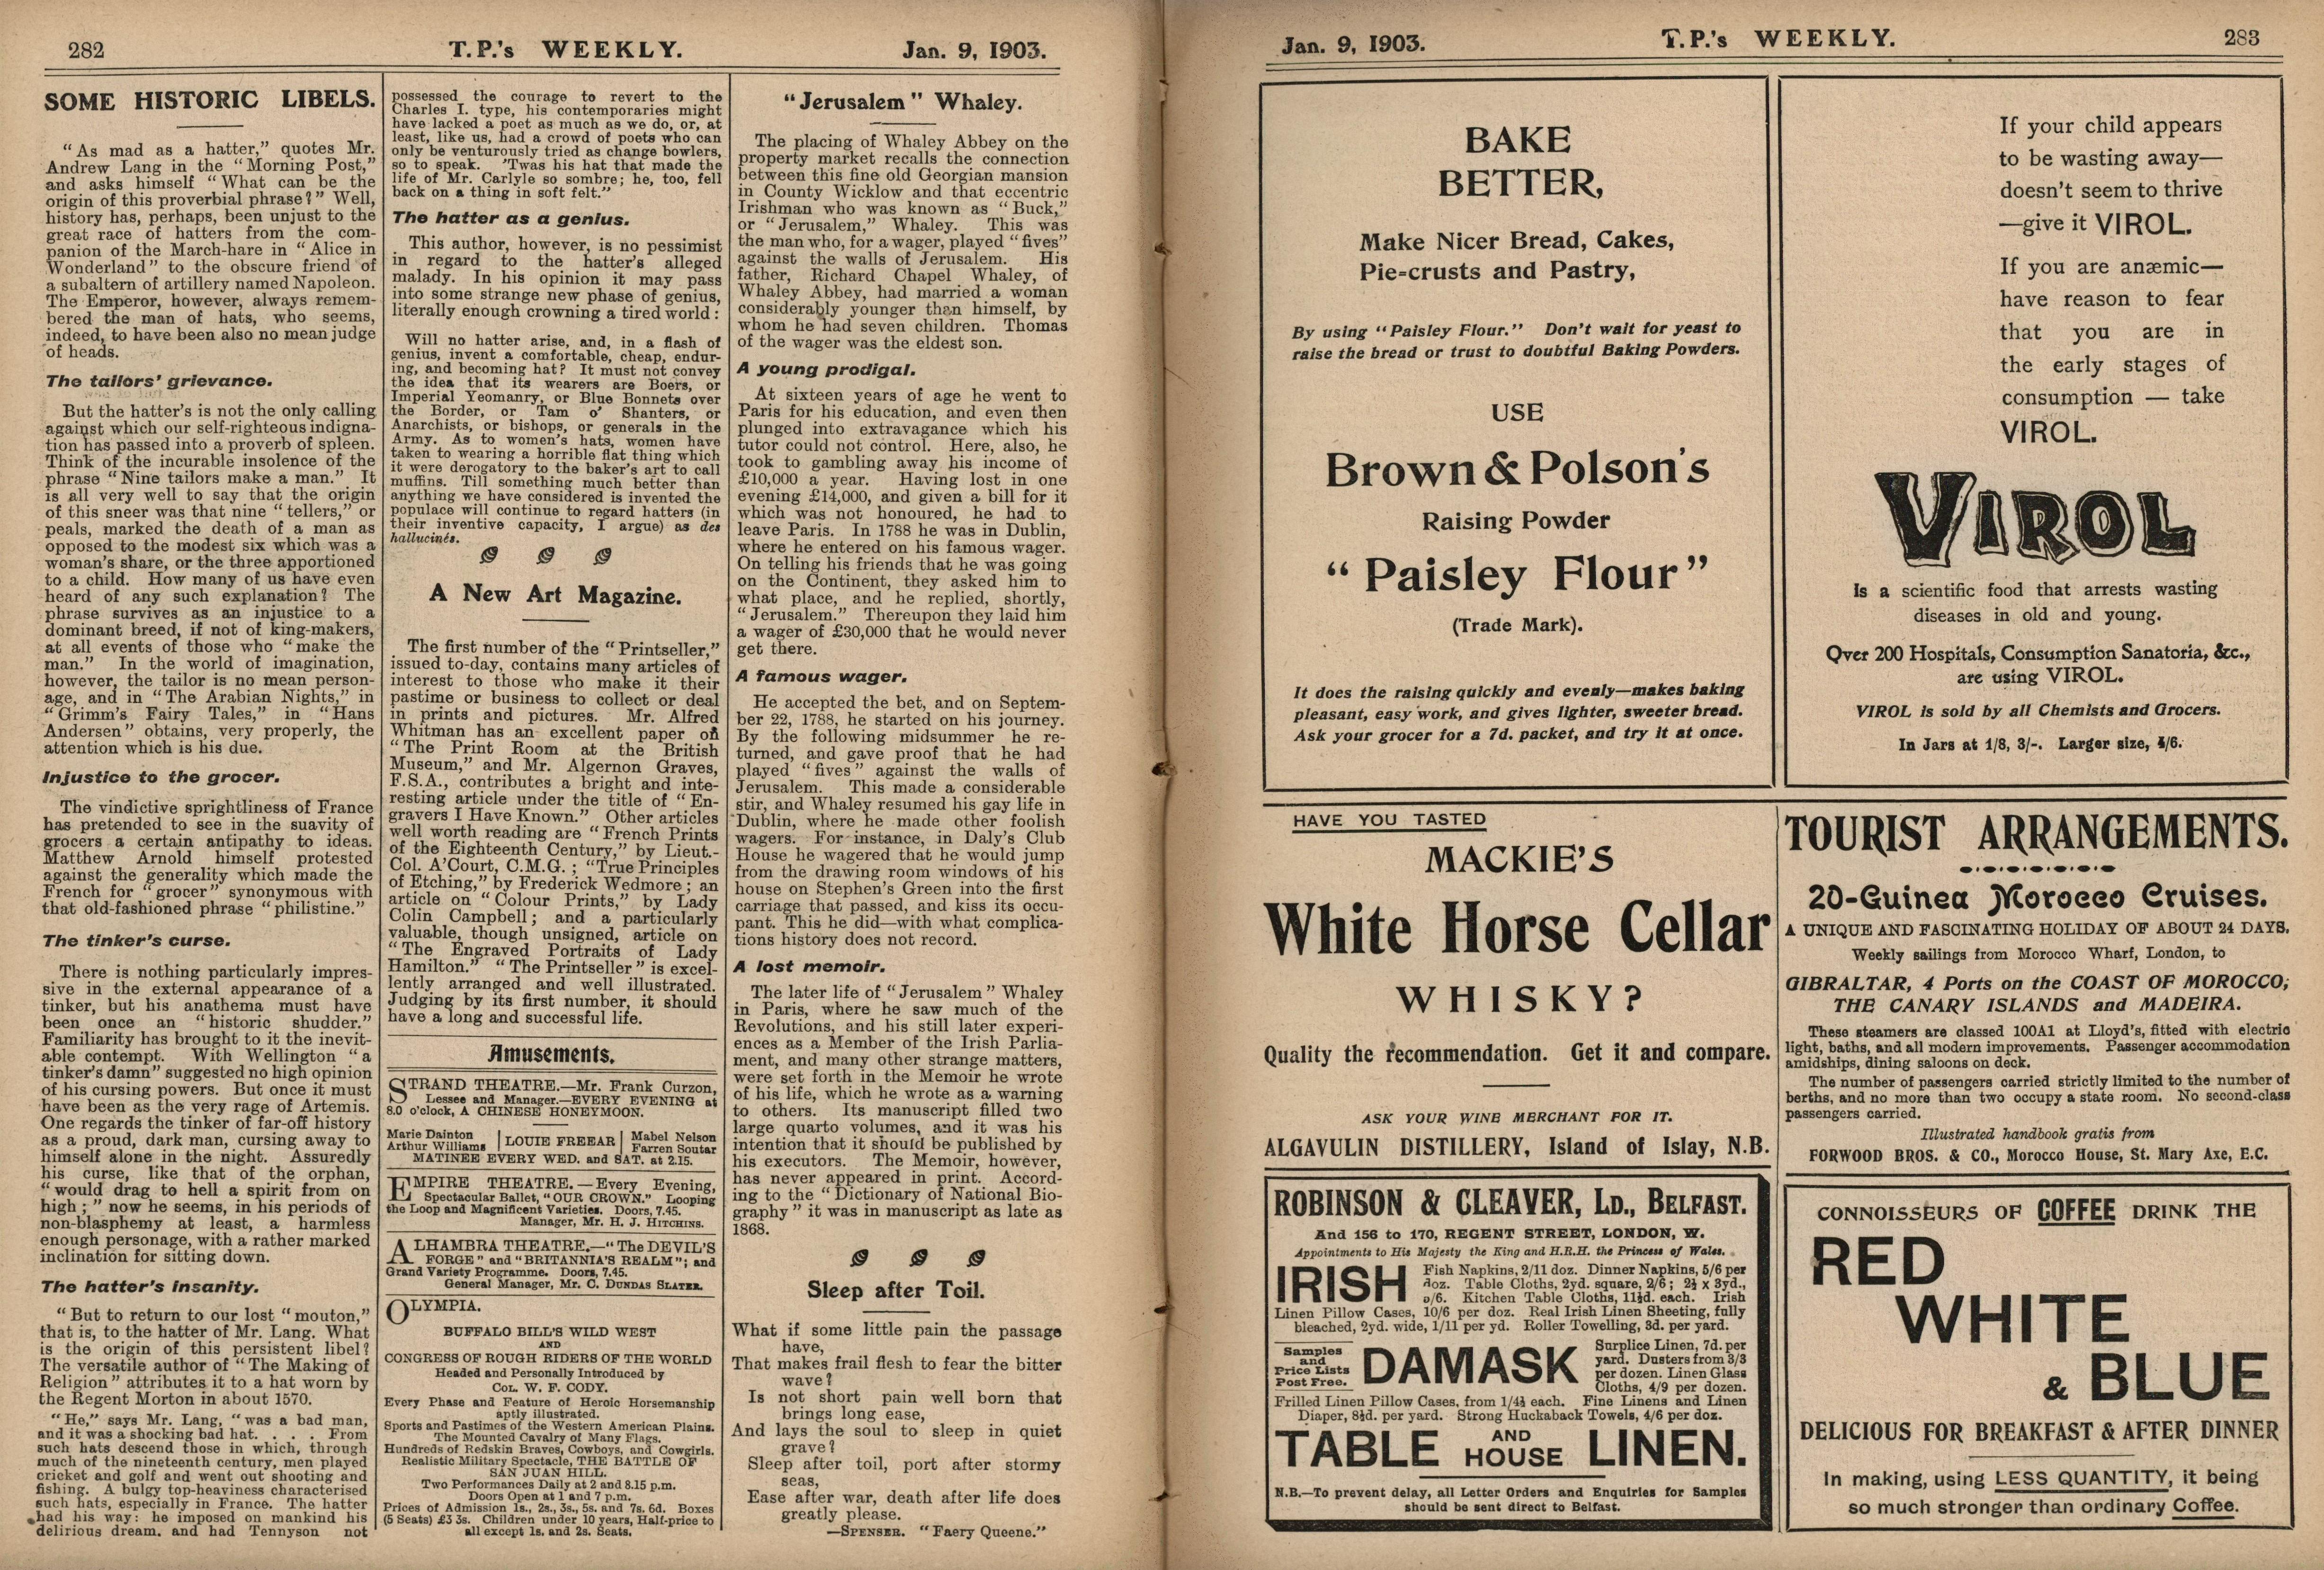 282
T.P.'s WEEKLY.
Jan. 9, 1903.
SOME HISTORIC LIBELS.
“As mad as a hatter,” quotes Mr.
Andrew Lang in the “Morning Post,”
and asks himself “What can be the
origin of this proverbial phrase?” Well,
history has, perhaps, been unjust to the
great race of hatters from the com-
panion of the March-hare in “Alice in
Wonderland” to the obscure friend of
a subaltern of artillery named Napoleon.
The Emperor, however, always remem-
bered the man of hats, who seems,
indeed, to have been also no mean judge
of heads.
The tailors' grievance.
But the hatter's is not the only calling
against which our self-righteous indigna-
tion has passed into a proverb of spleen.
Think of the incurable insolence of the
phrase “Nine tailors make a man.” It
is all very well to say that the origin
of this sneer was that nine “tellers,” or
peals, marked the death of a man as
opposed to the modest six which was a
woman's share, or the three apportioned
to a child. How many of us have even
heard of any such explanation? The
phrase survives as an injustice to a
dominant breed, if not of king-makers,
at all events of those who “make the
man.” In the world of imagination,
however, the tailor is no mean person-
age, and in “The Arabian Nights,” in
“Grimm's Fairy Tales,” in “Hans
Andersen” obtains, very properly, the
attention which is his due.
Injustice to the grocer.
The vindictive sprightliness of France
has pretended to see in the suavity of
grocers a certain antipathy to ideas.
Matthew Arnold himself protested
against the generality which made the
French for “grocer” synonymous with
that old-fashioned phrase “philistine.”
The tinker's curse.
There is nothing particularly impres-
sive in the external appearance of a
tinker, but his anathema must have
been once an “historic shudder.”
Familiarity has brought to it the inevit-
able contempt. With Wellington “a
tinker's damn” suggested no high opinion
of his cursing powers. But once it must
have been as the very rage of Artemis.
One regards the tinker of far-off history
as a proud, dark man, cursing away to
himself alone in the night. Assuredly
his curse, like that of the orphan,
“would drag to hell a spirit from on
high;” now he seems, in his periods of
non-blasphemy at least, a harmless
enough personage, with a rather marked
inclination for sitting down.
The hatter's insanity.
“But to return to our lost “mouton,”
that is, to the hatter of Mr. Lang. What
is the origin of this persistent libel?
The versatile author of “The Making of
Religion” attributes it to a hat worn by
the Regent Morton in about 1570.
“He,” says Mr. Lang, “was a bad man,
and it was a shocking bad hat. . . . From
such hats descend those in which, through
much of the nineteenth century, men played
cricket and golf and went out shooting and
fishing. A bulgy top-heaviness characterised
such hats, especially in France. The hatter
had his way: he imposed on mankind his
delirious dream, and had Tennyson not
possessed the courage to revert to the
Charles I. type, his contemporaries might
have lacked a poet as much as we do, or, at
least, like us, had a crowd of poets who can
only be venturously tried as change bowlers,
so to speak. 'Twas his hat that made the
life of Mr. Carlyle so sombre; he, too, fell
back on a thing in soft felt.”
The hatter as a genius.
This author, however, is no pessimist
in regard to the hatter's alleged
malady. In his opinion it may pass
into some strange new phase of genius,
literally enough crowning a tired world:
Will no hatter arise, and, in a flash of
genius, invent a comfortable, cheap, endur-
ing, and becoming hat? It must not convey
the idea that its wearers are Boers, or
Imperial Yeomanry, or Blue Bonnets over
the Border, or Tam o' Shanters, or
Anarchists, or bishops, or generals in the
Army. As to women's hats, women have
taken to wearing a horrible flat thing which
it were derogatory to the baker's art to call
muffins. Till something much better than
anything we have considered is invented the
populace will continue to regard hatters (in
their inventive capacity, I argue) as des
hallucinés.
A New Art Magazine.
The first number of the “Printseller,”
issued to-day, contains many articles of
interest to those who make it their
pastime or business to collect or deal
in prints and pictures. Mr. Alfred
Whitman has an excellent paper on
“The Print Room at the British
Museum,” and Mr. Algernon Graves,
F.S.A., contributes a bright and inte-
resting article under the title of “En-
gravers I Have Known.” Other articles
well worth reading are “French Prints
of the Eighteenth Century,” by Lieut.-
Col. A'Court, C.M.G.; “True Principles
of Etching,” by Frederick Wedmore; an
article on “Colour Prints,” by Lady
Colin Campbell; and a particularly
valuable, though unsigned, article on
“The Engraved Portraits of Lady
Hamilton.” “The Printseller” is excel-
lently arranged and well illustrated.
Judging by its first number, it should
have a long and successful life.
Amusements.
STRAND THEATRE.—Mr. Frank Curzon,
Lessee and Manager.—EVERY EVENING at
8.0 o'clock, A CHINESE HONEYMOON.
Marie Dainton | LOUIE FREEAR | Mabel Nelson
Arthur Williams | Farren Soutar
MATINEE EVERY WED. and SAT. at 2.15.
EMPIRE THEATRE.—Every Evening,
Spectacular Ballet, “OUR CROWN.” Looping
the Loop and Magnificent Varieties. Doors, 7.45.
Manager, Mr. H. J. HITCHINS.
ALHAMBRA THEATRE.—“The DEVIL'S
FORGE” and “BRITANNIA'S REALM”; and
Grand Variety Programme. Doors, 7.45.
General Manager, Mr. C. DUNDAS SLATER.
OLYMPIA.
BUFFALO BILL'S WILD WEST
AND
CONGRESS OF ROUGH RIDERS OF THE WORLD
Headed and Personally Introduced by
COL. W. F. CODY.
Every Phase and Feature of Heroic Horsemanship
aptly illustrated.
Sports and Pastimes of the Western American Plains.
The Mounted Cavalry of Many Flags.
Hundreds of Redskin Braves, Cowboys, and Cowgirls.
Realistic Military Spectacle, THE BATTLE OF
SAN JUAN HILL.
Two Performances Daily at 2 and 8.15 p.m.
Doors Open at 1 and 7 p.m.
Prices of Admission 1s., 2s., 3s., 5s. and 7s. 6d. Boxes
(5 Seats) £3 3s. Children under 10 years, Half-price to
all except 1s. and 2s. Seats.
“Jerusalem” Whaley.
The placing of Whaley Abbey on the
property market recalls the connection
between this fine old Georgian mansion
in County Wicklow and that eccentric
Irishman who was known as “Buck,”
or “Jerusalem,” Whaley. This was
the man who, for a wager, played “fives”
against the walls of Jerusalem. His
father, Richard Chapel Whaley, of
Whaley Abbey, had married a woman
considerably younger than himself, by
whom he had seven children. Thomas
of the wager was the eldest son.
A young prodigal.
At sixteen years of age he went to
Paris for his education, and even then
plunged into extravagance which his
tutor could not control. Here, also, he
took to gambling away his income of
£10,000 a year. Having lost in one
evening £14,000, and given a bill for it
which was not honoured, he had to
leave Paris. In 1788 he was in Dublin,
where he entered on his famous wager.
On telling his friends that he was going
on the Continent, they asked him to
what place, and he replied, shortly,
“Jerusalem.” Thereupon they laid him
a wager of £30,000 that he would never
get there.
A famous wager.
He accepted the bet, and on Septem-
ber 22, 1788, he started on his journey.
By the following midsummer he re-
turned, and gave proof that he had
played “fives” against the walls of
Jerusalem. This made a considerable
stir, and Whaley resumed his gay life in
Dublin, where he made other foolish
wagers. For instance, in Daly's Club
House he wagered that he would jump
from the drawing room windows of his
house on Stephen's Green into the first
carriage that passed, and kiss its occu-
pant. This he did—with what complica-
tions history does not record.
A lost memoir.
The later life of “Jerusalem” Whaley
in Paris, where he saw much of the
Revolutions, and his still later experi-
ences as a Member of the Irish Parlia-
ment, and many other strange matters,
were set forth in the Memoir he wrote
of his life, which he wrote as a warning
to others. Its manuscript filled two
large quarto volumes, and it was his
intention that it should be published by
his executors. The Memoir, however,
has never appeared in print. Accord-
ing to the “Dictionary of National Bio-
graphy” it was in manuscript as late as
1868.
Sleep after Toil.
What if some little pain the passage
have,
That makes frail flesh to fear the bitter
wave?
Is not short pain well born that
brings long ease,
And lays the soul to sleep in quiet
grave?
Sleep after toil, port after stormy
seas,
Ease after war, death after life does
greatly please.
—SPENSER. “Faery Queene.”
Jan. 9, 1903.
T.P.'s WEEKLY.
283
BAKE
BETTER,
Make Nicer Bread, Cakes,
Pie-crusts and Pastry,
By using “Paisley Flour.” Don't wait for yeast to
raise the bread or trust to doubtful Baking Powders.
USE
Brown & Polson's
Raising Powder
“Paisley Flour”
(Trade Mark).
It does the raising quickly and evenly—makes baking
pleasant, easy work, and gives lighter, sweeter bread.
Ask your grocer for a 7d. packet, and try it at once.
If your child appears
to be wasting away—
doesn't seem to thrive
—give it VIROL.
If you are anæmic—
have reason to fear
that you are in
the early stages of
consumption — take
VIROL.
VIROL
Is a scientific food that arrests wasting
diseases in old and young.
Over 200 Hospitals, Consumption Sanatoria, &c.,
are using VIROL.
VIROL is sold by all Chemists and Grocers.
In Jars at 1/8, 3/-. Larger size, 4/6.
HAVE YOU TASTED
MACKIE'S
White Horse Cellar
WHISKY?
Quality the recommendation. Get it and compare.
ASK YOUR WINE MERCHANT FOR IT.
ALGAVULIN DISTILLERY, Island of Islay, N.B.
TOURIST ARRANGEMENTS.
20-Guinea Morocco Cruises.
A UNIQUE AND FASCINATING HOLIDAY OF ABOUT 24 DAYS.
Weekly sailings from Morocco Wharf, London, to
GIBRALTAR, 4 Ports on the COAST OF MOROCCO;
THE CANARY ISLANDS and MADEIRA.
These steamers are classed 100A1 at Lloyd's, fitted with electric
light, baths, and all modern improvements. Passenger accommodation
amidships, dining saloons on deck.
The number of passengers carried strictly limited to the number of
berths, and no more than two occupy a state room. No second-class
passengers carried.
Illustrated handbook gratis from
FORWOOD BROS. & CO., Morocco House, St. Mary Axe, E.C.
ROBINSON & CLEAVER, LD., BELFAST.
And 156 to 170, REGENT STREET, LONDON, W.
Appointments to His Majesty the King and H.R.H. the Princess of Wales.
IRISH
Fish Napkins, 2/11 doz. Dinner Napkins, 5/6 per
doz. Table Cloths, 2yd. square, 2/6; 2½ x 3yd.,
/6. Kitchen Table Cloths, 11½d. each. Irish
Linen Pillow Cases, 10/6 per doz. Real Irish Linen Sheeting, fully
bleached, 2yd. wide, 1/11 per yd. Roller Towelling, 3d. per yard.
Samples
and
Price Lists
Post Free.
DAMASK
Surplice Linen, 7d. per
yard. Dusters from 3/3
per dozen. Linen Glass
Cloths, 4/9 per dozen.
Frilled Linen Pillow Cases, from 1/4½ each. Fine Linens and Linen
Diaper, 8½d. per yard. Strong Huckaback Towels, 4/6 per doz.
TABLE AND HOUSE LINEN.
N.B.—To prevent delay, all Letter Orders and Enquiries for Samples
should be sent direct to Belfast.
CONNOISSEURS OF COFFEE DRINK THE
RED
WHITE
& BLUE
DELICIOUS FOR BREAKFAST & AFTER DINNER
In making, using LESS QUANTITY, it being
so much stronger than ordinary Coffee.